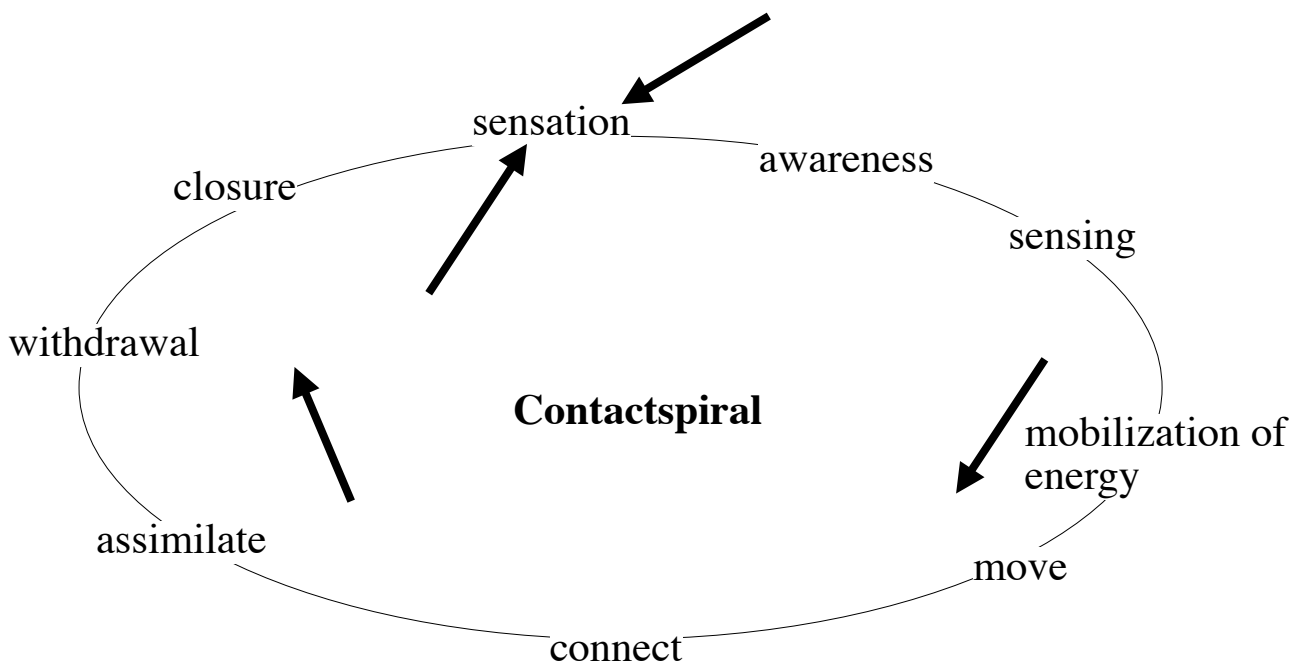 sensation
awareness
closure
sensing
withdrawal
Contactspiral
mobilization of
energy
assimilate
move
connect